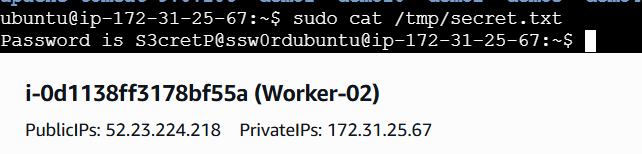 ubuntu@ip-172-31-25-67:~$ sudo cat /tmp/secret.txt
Password is S3cretP@ssw0rdubuntu@ip-172-31-25-67:~$
i-0d1138ff3178bf55a (Worker-02)
PublicIPs: 52.23.224.218 PrivateIPs: 172.31.25.67